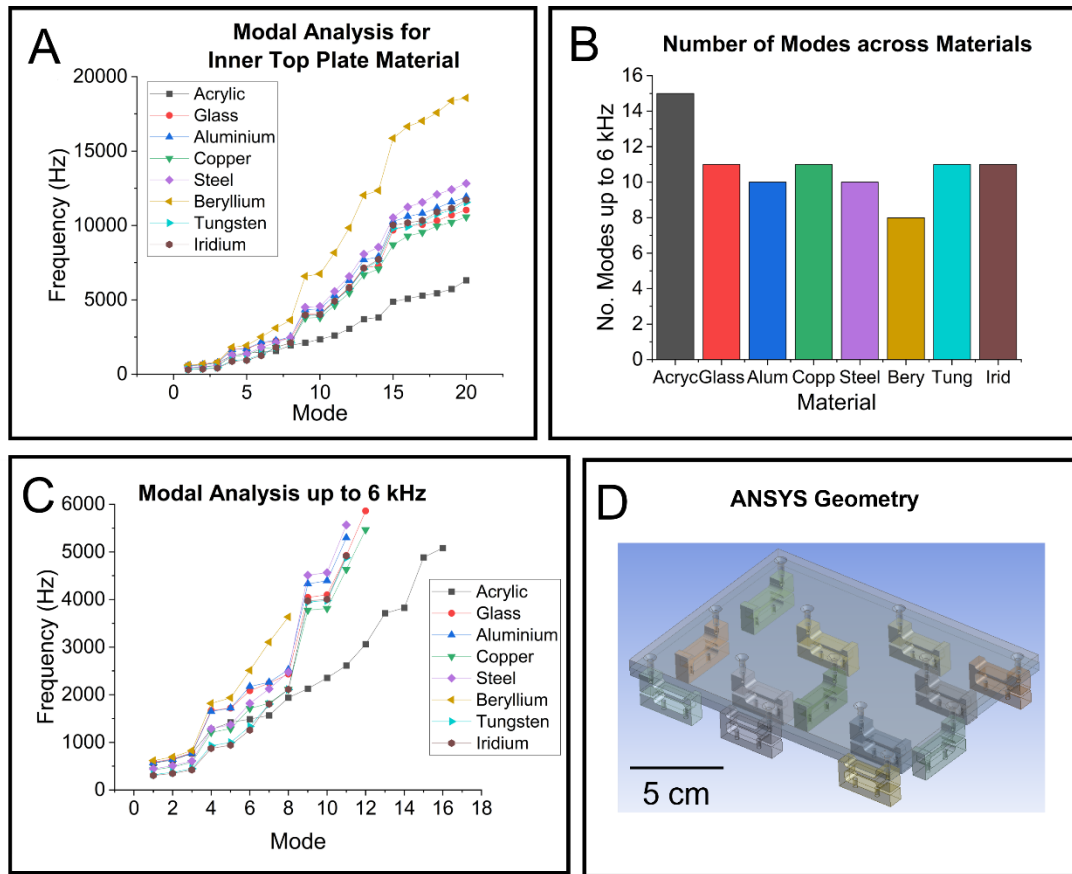 A
Modal Analysis for
Inner Top Plate Material
20000
15000
10000
5000
0
Frequency (Hz)
Acrylic
Glass
Aluminium
Copper
Steel
Beryllium
Tungsten
Iridium
0 5 10 15 20
Mode
B
Number of Modes across Materials
16
14
12
10
8
6
4
2
0
No. Modes up to 6 kHz
Acryc Glass Alum Copp Steel Bery Tung Irid
Material
C
Modal Analysis up to 6 kHz
6000
5000
4000
3000
2000
1000
0
Frequency (Hz)
Acrylic
Glass
Aluminium
Copper
Steel
Beryllium
Tungsten
Iridium
0 2 4 6 8 10 12 14 16 18
Mode
D
ANSYS Geometry
5 cm